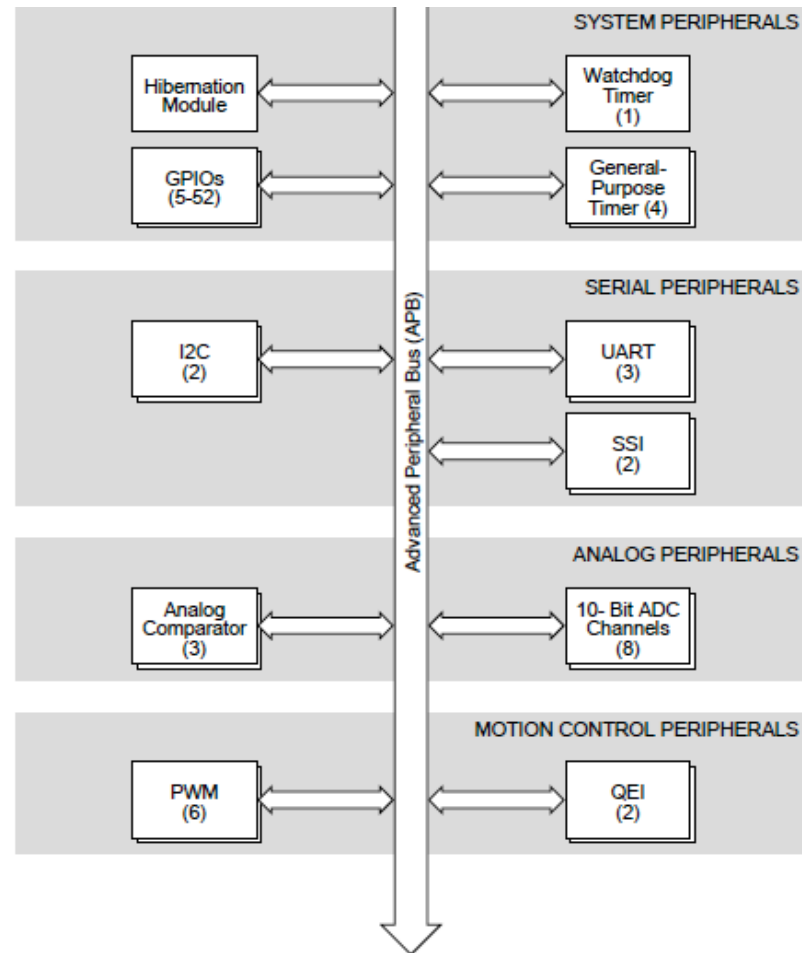 SYSTEM PERIPHERALS
Hibernation
Module
Watchdog
Timer
(1)
GPIOs
(5-52)
General-
Purpose
Timer (4)
Advanced Peripheral Bus (APB)
SERIAL PERIPHERALS
I2C
(2)
UART
(3)
SSI
(2)
ANALOG PERIPHERALS
Analog
Comparator
(3)
10- Bit ADC
Channels
(8)
MOTION CONTROL PERIPHERALS
PWM
(6)
QEI
(2)